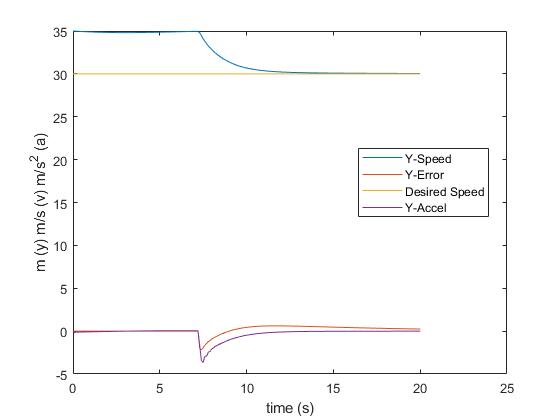 35
30
25
20
15
10
5
0
-5
m (y) m/s (v) m/s² (a)
Y-Speed
Y-Error
Desired Speed
Y-Accel
0 5 10 15 20 25
time (s)